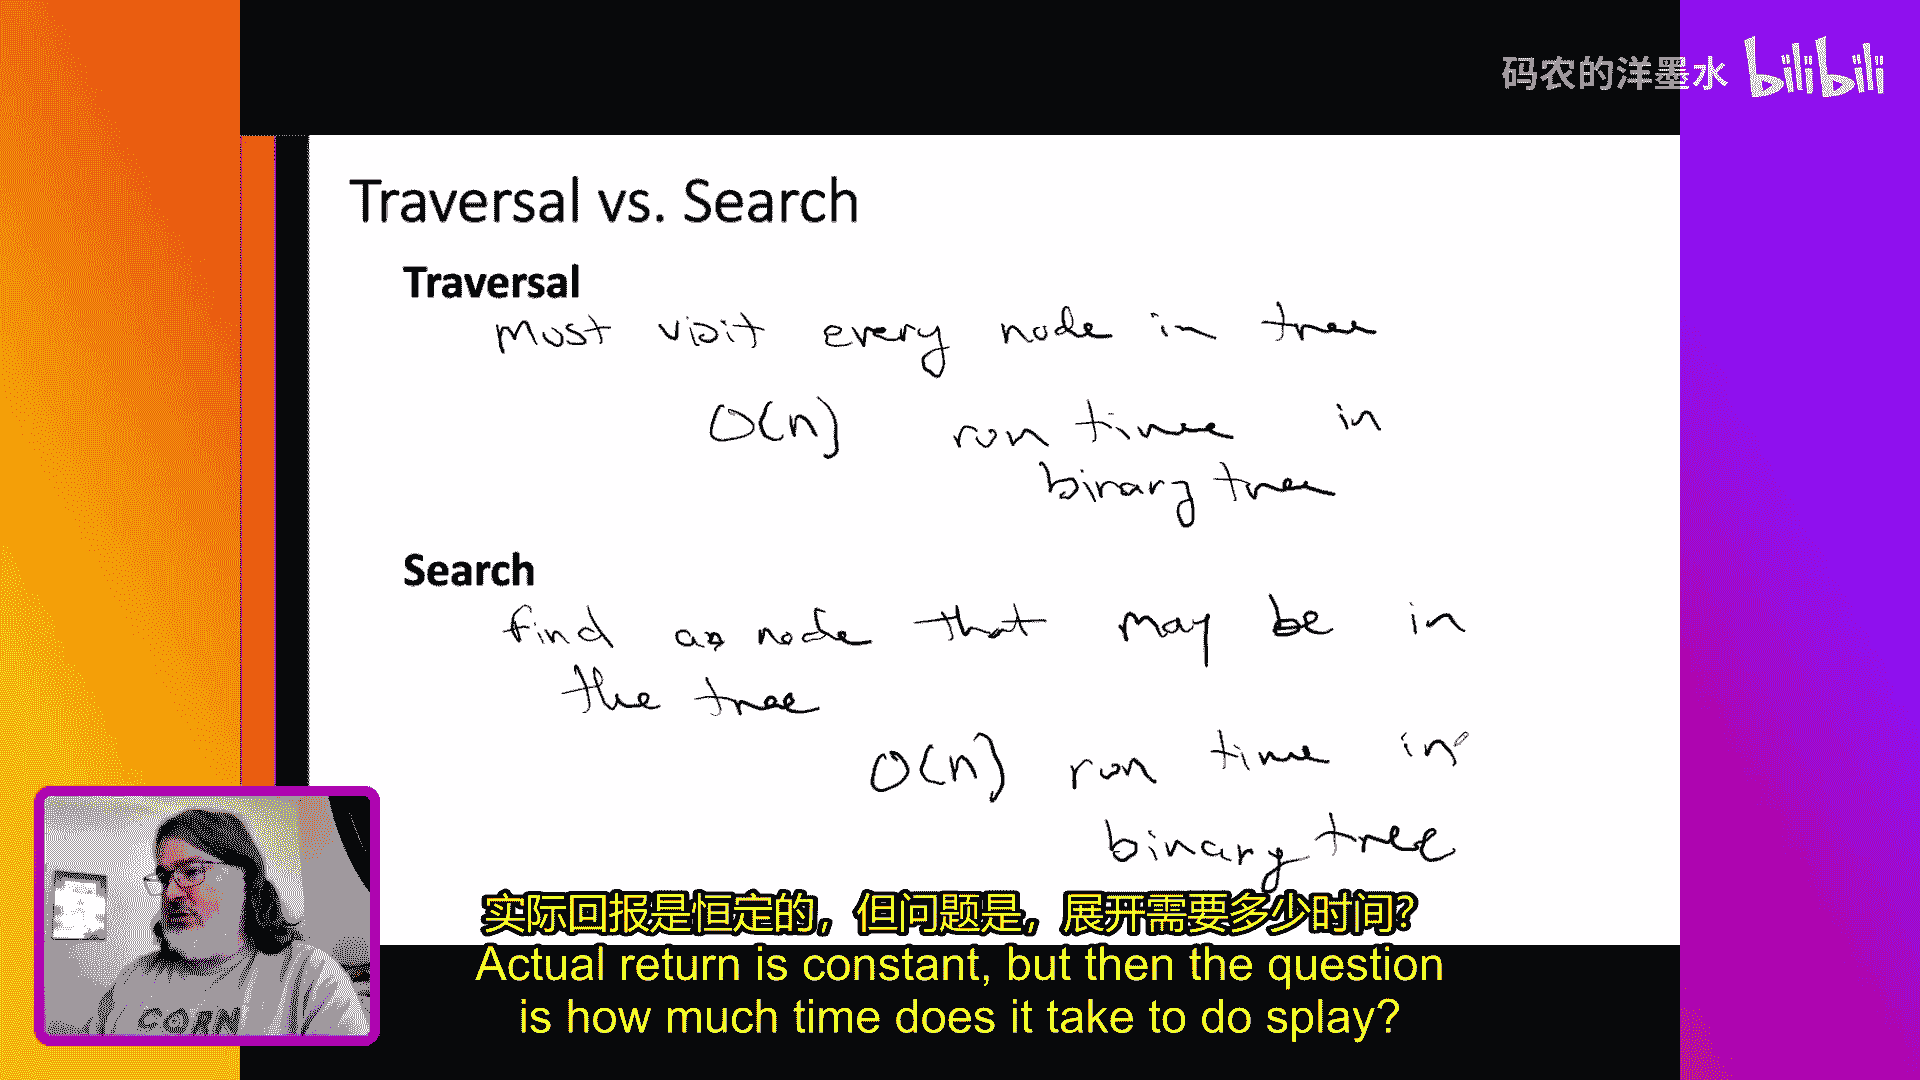 码农的洋墨水 bilibili
Traversal vs. Search
Traversal
Must visit every node in tree
O(n) run time in
binary tree
Search
find a node that may be in
the tree
O(n) run time in
binary tree
CORN
实际回报是恒定的，但问题是，展开需要多少时间？
Actual return is constant, but then the question
is how much time does it take to do splay?